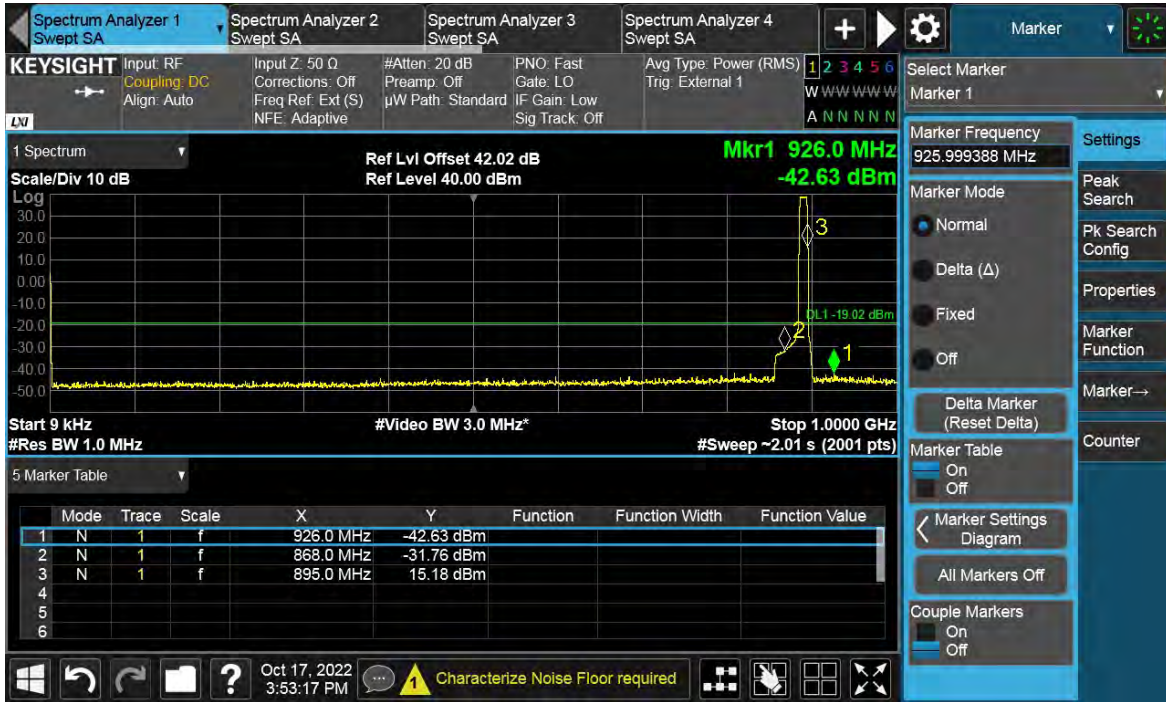 Spectrum Analyzer 1
Swept SA
Spectrum Analyzer 2
Swept SA
Spectrum Analyzer 3
Swept SA
Spectrum Analyzer 4
Swept SA
+
Marker
KEYSIGHT
LXI
Input: RF
Coupling: DC
Align: Auto
Input Z: 50 Ω
Corrections: Off
Freq Ref: Ext (S)
NFE: Adaptive
#Atten: 20 dB
Preamp: Off
µW Path: Standard
PNO: Fast
Gate: LO
IF Gain: Low
Sig Track: Off
Avg Type: Power (RMS)
Trig: External 1
1 2 3 4 5 6
W W W W W W
A N N N N N
Select Marker
Marker 1
1 Spectrum
Scale/Div 10 dB
Ref Lvl Offset 42.02 dB
Ref Level 40.00 dBm
Mkr1 926.0 MHz
-42.63 dBm
Log
30.0
20.0
10.0
0.00
-10.0
-20.0
-30.0
-40.0
-50.0
3
DL1 -19.02 dBm
2
1
Start 9 kHz
#Res BW 1.0 MHz
#Video BW 3.0 MHz*
Stop 1.0000 GHz
#Sweep ~2.01 s (2001 pts)
5 Marker Table
Mode Trace Scale X Y Function Function Width Function Value
1 N 1 f 926.0 MHz -42.63 dBm
2 N 1 f 868.0 MHz -31.76 dBm
3 N 1 f 895.0 MHz 15.18 dBm
4
5
6
Marker Frequency
925.999388 MHz
Marker Mode
Normal
Delta (Δ)
Fixed
Off
Delta Marker
(Reset Delta)
Marker Table
On
Off
Marker Settings
Diagram
All Markers Off
Couple Markers
On
Off
Settings
Peak
Search
Pk Search
Config
Properties
Marker
Function
Marker→
Counter
?
Oct 17, 2022
3:53:17 PM
1
Characterize Noise Floor required